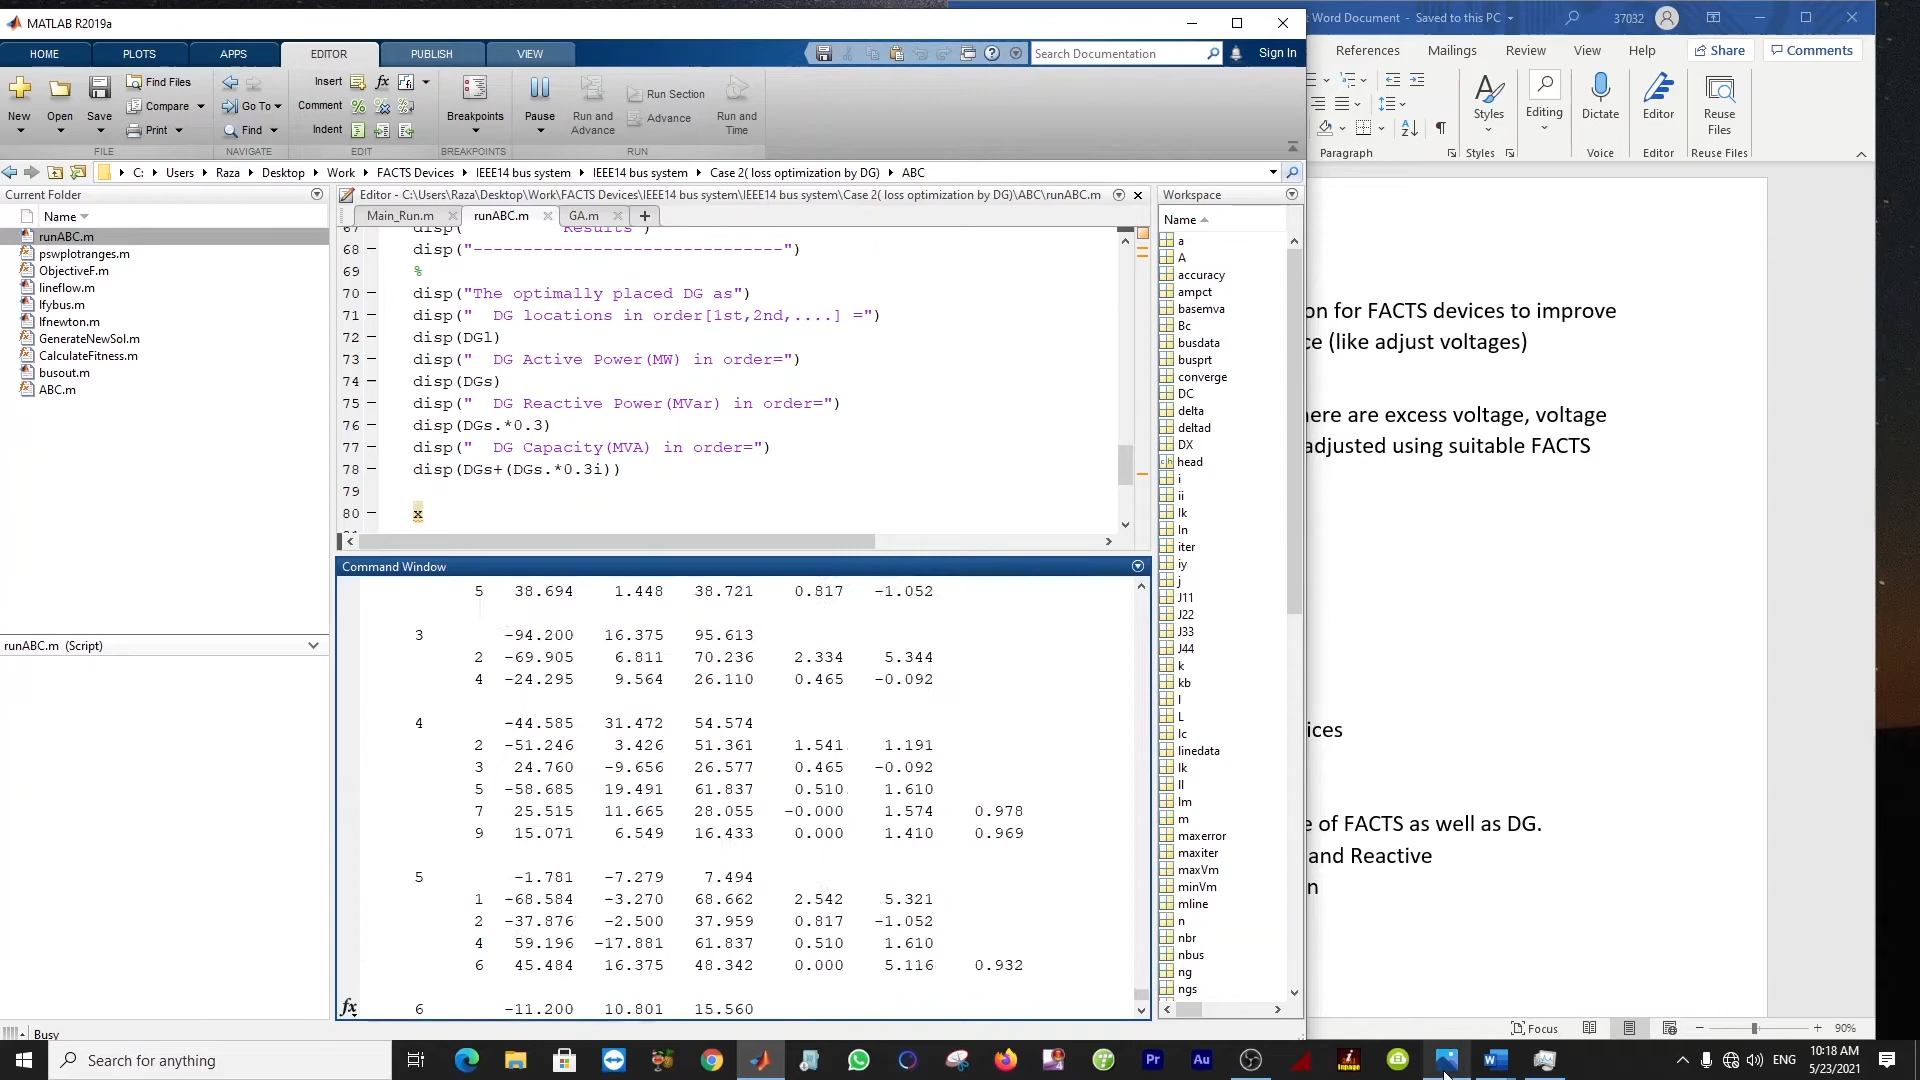 MATLAB R2019a
HOME PLOTS APPS EDITOR PUBLISH VIEW
Search Documentation
Sign In
New Open Save
Find Files
Compare
Print
FILE
Go To
Find
NAVIGATE
Insert
Comment
Indent
EDIT
Breakpoints
BREAKPOINTS
Pause
Run and Advance
Run Section
Advance
Run and Time
RUN
C: Users Raza Desktop Work FACTS Devices IEEE14 bus system IEEE14 bus system Case 2( loss optimization by DG) ABC
Current Folder
Name
runABC.m
pswplotranges.m
ObjectiveF.m
lineflow.m
lfybus.m
lfnewton.m
GenerateNewSol.m
CalculateFitness.m
busout.m
ABC.m
runABC.m (Script)
Busy
Editor - C:\Users\Raza\Desktop\Work\FACTS Devices\IEEE14 bus system\IEEE14 bus system\Case 2( loss optimization by DG)\ABC\runABC.m
Main_Run.m runABC.m GA.m
67 disp(" Results")
68 disp("-------------------------------")
69 %
70 disp("The optimally placed DG as")
71 disp("  DG locations in order[1st,2nd,....] =")
72 disp(DGl)
73 disp("  DG Active Power(MW) in order=")
74 disp(DGs)
75 disp("  DG Reactive Power(MVar) in order=")
76 disp(DGs.*0.3)
77 disp("  DG Capacity(MVA) in order=")
78 disp(DGs+(DGs.*0.3i))
79
80 x
Command Window
5 38.694 1.448 38.721 0.817 -1.052
3 -94.200 16.375 95.613
2 -69.905 6.811 70.236 2.334 5.344
4 -24.295 9.564 26.110 0.465 -0.092
4 -44.585 31.472 54.574
2 -51.246 3.426 51.361 1.541 1.191
3 24.760 -9.656 26.577 0.465 -0.092
5 -58.685 19.491 61.837 0.510 1.610
7 25.515 11.665 28.055 -0.000 1.574 0.978
9 15.071 6.549 16.433 0.000 1.410 0.969
5 -1.781 -7.279 7.494
1 -68.584 -3.270 68.662 2.542 5.321
2 -37.876 -2.500 37.959 0.817 -1.052
4 59.196 -17.881 61.837 0.510 1.610
6 45.484 16.375 48.342 0.000 5.116 0.932
6 -11.200 10.801 15.560
fx
Workspace
Name
a
A
accuracy
ampct
basemva
Bc
busdata
busprt
converge
DC
delta
deltad
DX
head
i
ii
Ik
In
iter
iy
j
J11
J22
J33
J44
k
kb
l
L
Ic
linedata
lk
ll
lm
m
maxerror
maxiter
maxVm
minVm
mline
n
nbr
nbus
ng
ngs
Word Document - Saved to this PC
37032
References Mailings Review View Help Share Comments
Styles
Editing
Dictate
Editor
Reuse Files
Paragraph Styles Voice Editor Reuse Files
on for FACTS devices to improve
ce (like adjust voltages)
here are excess voltage, voltage
adjusted using suitable FACTS
ices
e of FACTS as well as DG.
and Reactive
n
Focus
90%
Search for anything
Pr Au
ENG
10:18 AM
5/23/2021